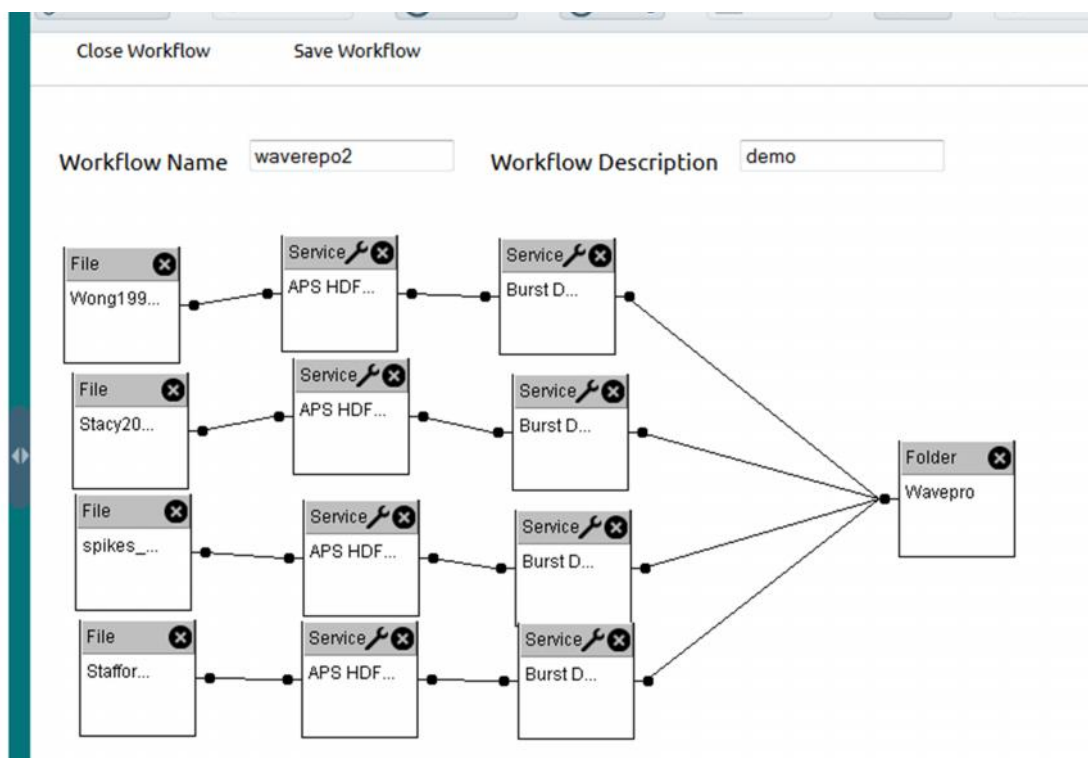 Close Workflow Save Workflow
Workflow Name waverepo2 Workflow Description demo
File
Wong199...
Service
APS HDF...
Service
Burst D...
File
Stacy20...
Service
APS HDF...
Service
Burst D...
Folder
Wavepro
File
spikes_...
Service
APS HDF...
Service
Burst D...
File
Staffor...
Service
APS HDF...
Service
Burst D...